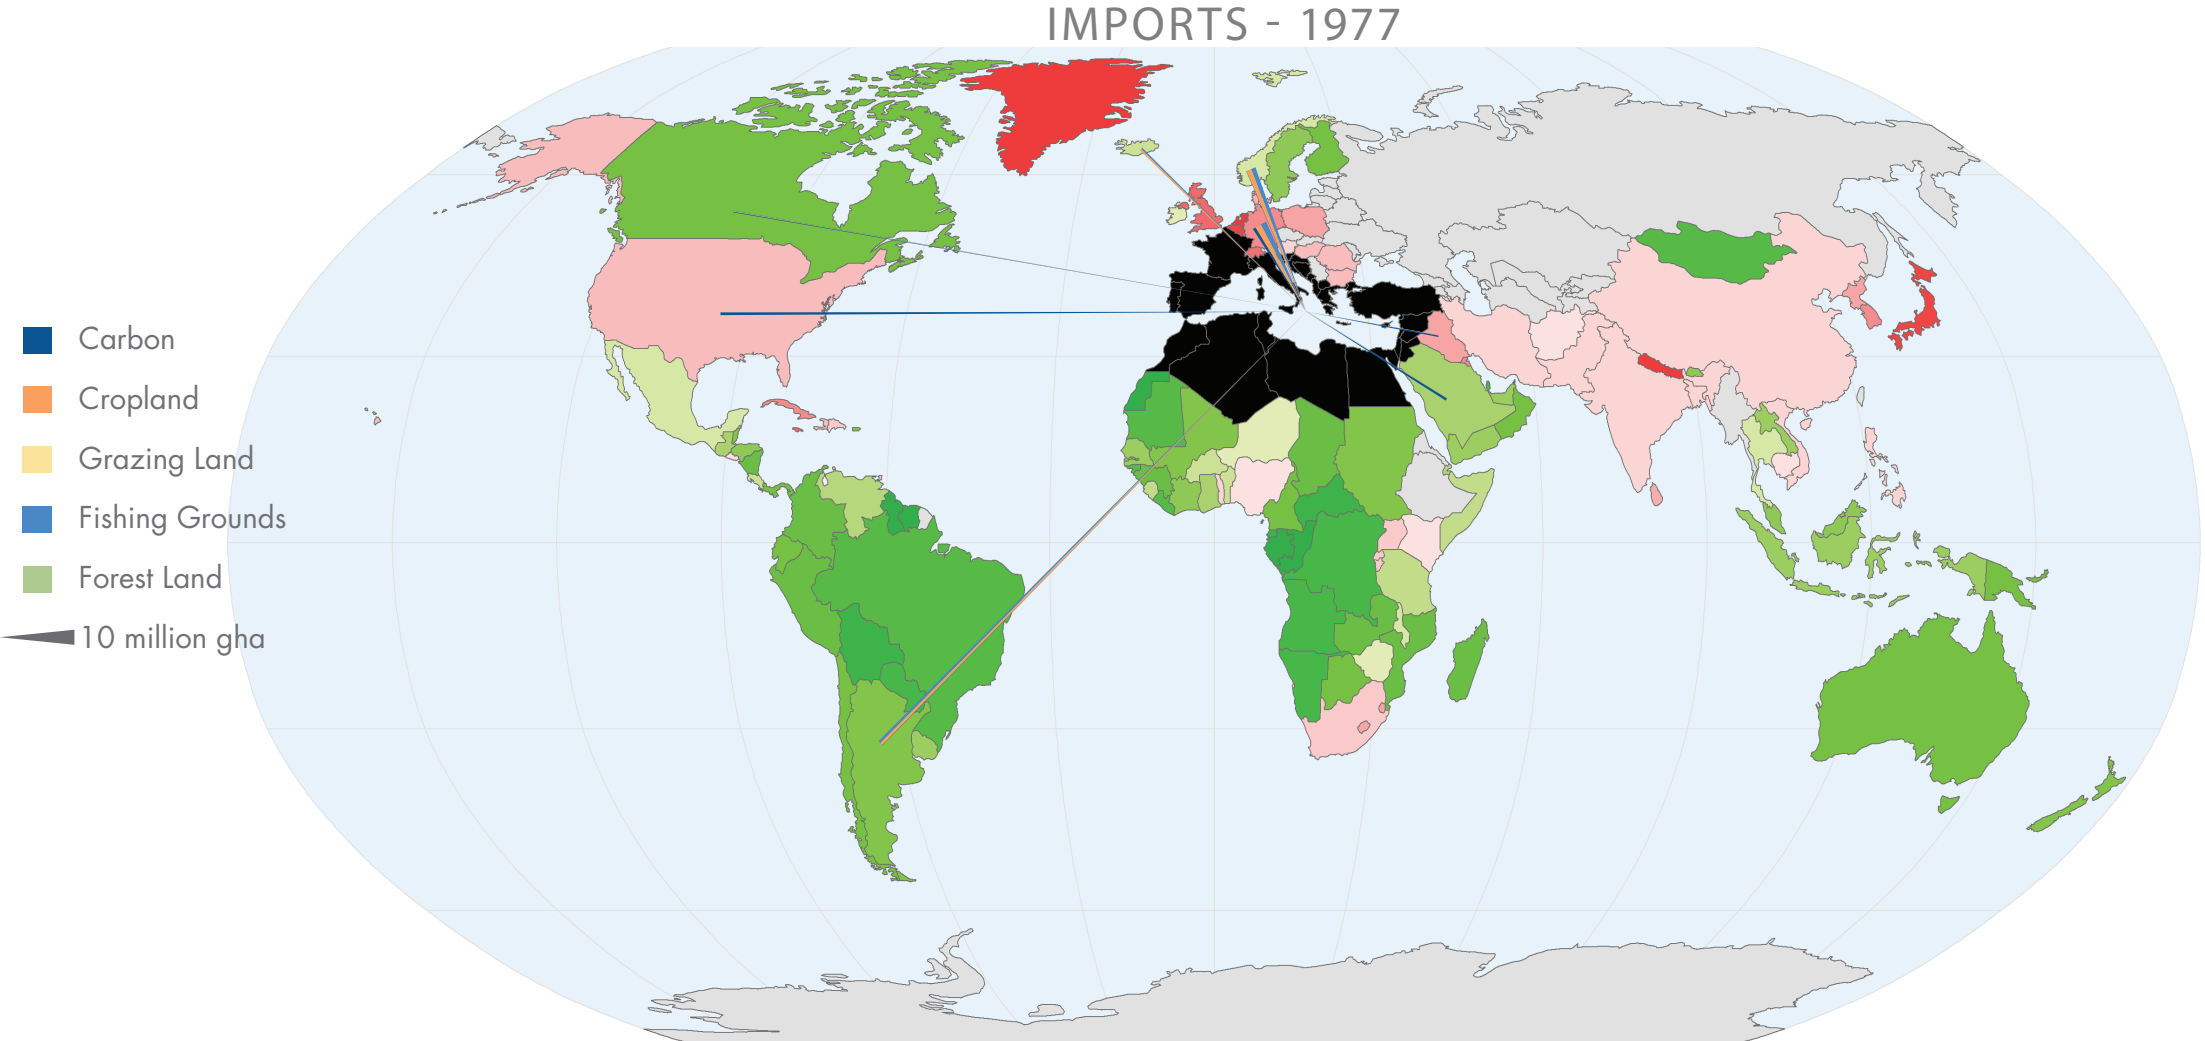 IMPORTS - 1977
Carbon
Cropland
Grazing Land
Fishing Grounds
Forest Land
10 million gha